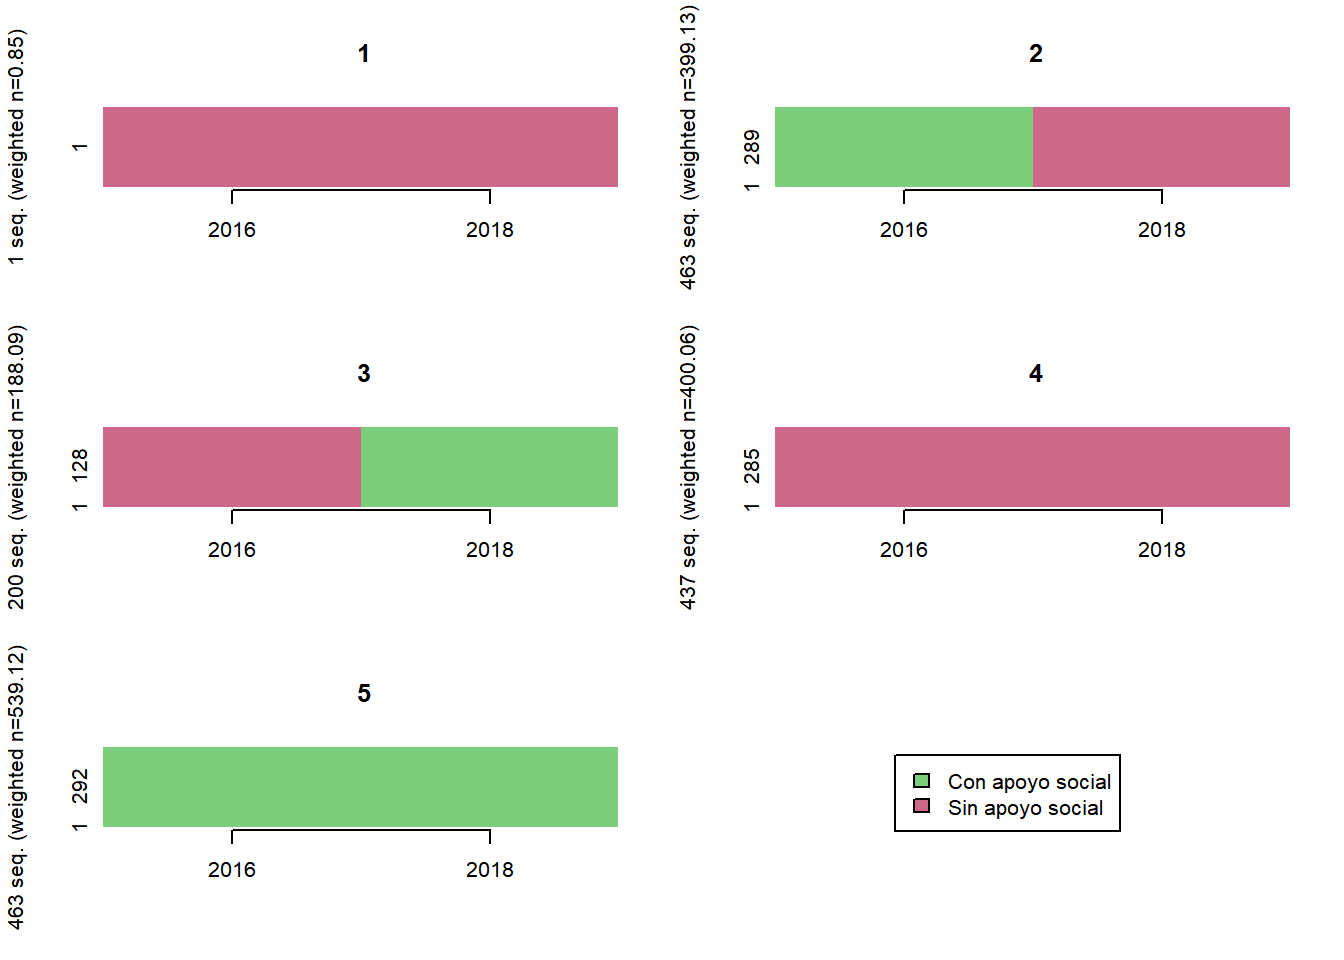 1
1 seq. (weighted n=0.85)
1
2016 2018
2
463 seq. (weighted n=399.13)
1 289
2016 2018
3
200 seq. (weighted n=188.09)
1 128
2016 2018
4
437 seq. (weighted n=400.06)
1 285
2016 2018
5
463 seq. (weighted n=539.12)
1 292
2016 2018
Con apoyo social
Sin apoyo social